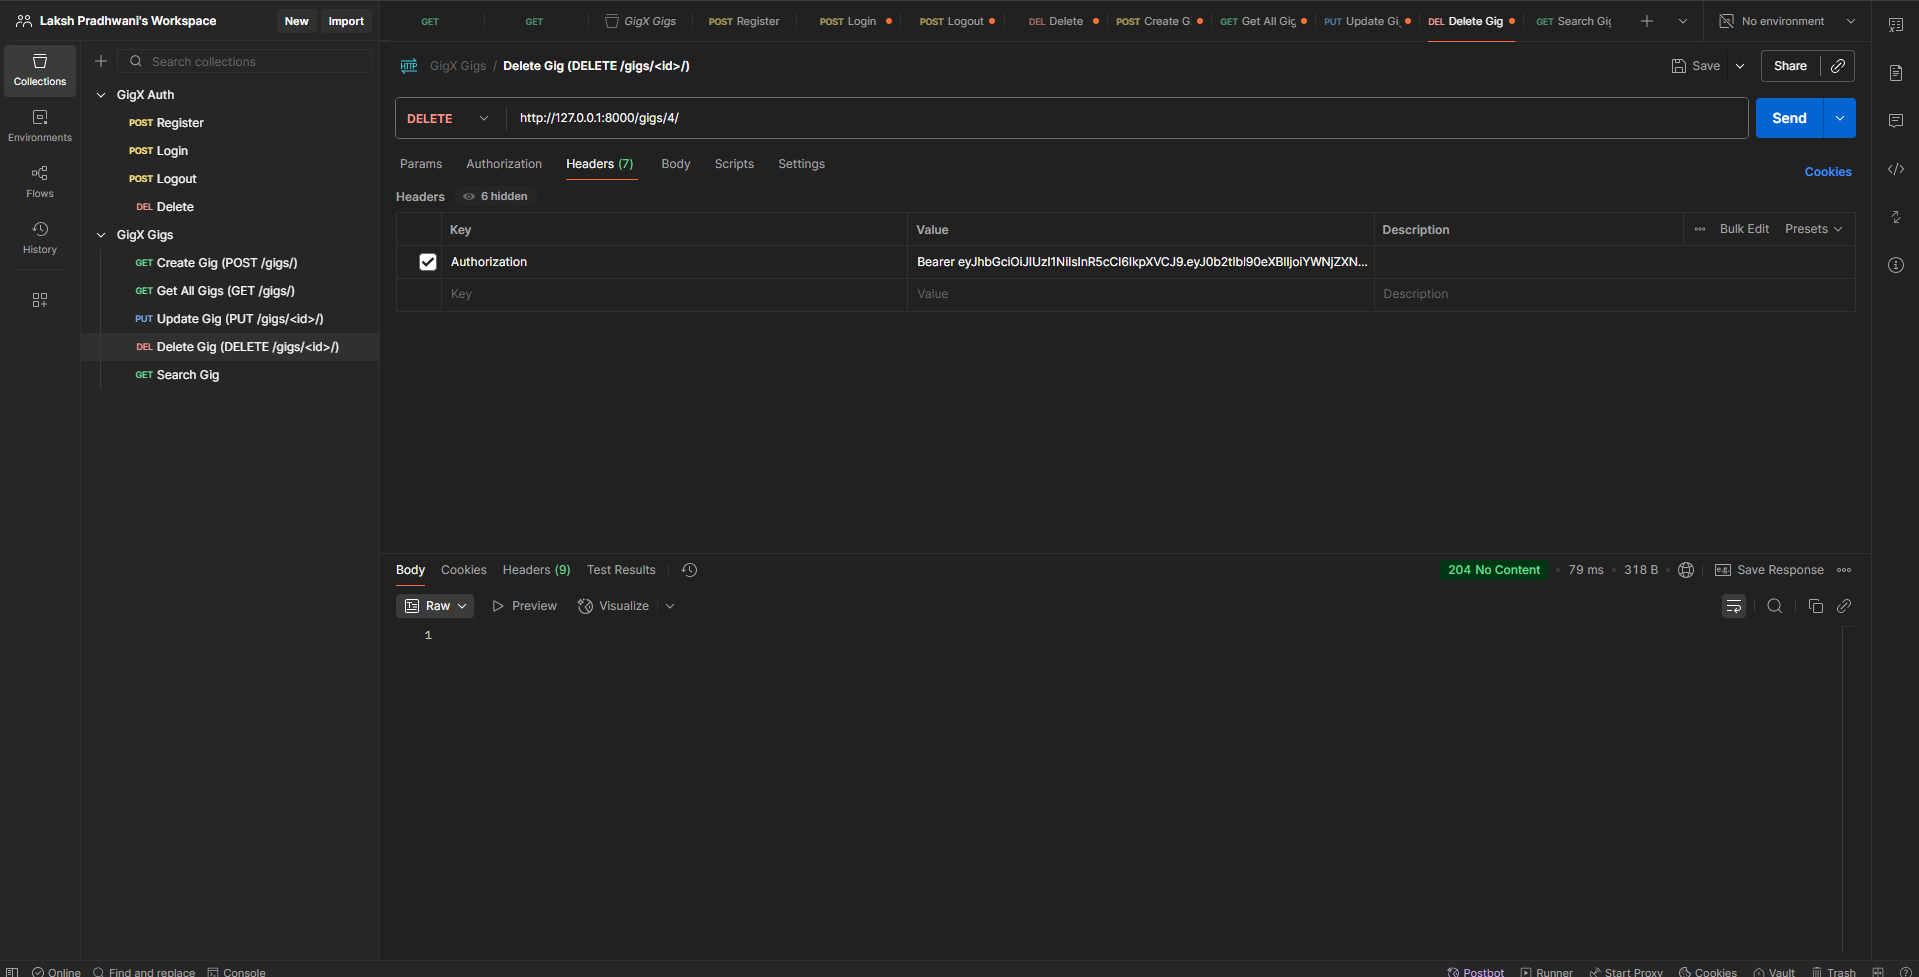 Laksh Pradhwani's Workspace
New
Import
GET
GET
GigX Gigs
POST Register
POST Login
POST Logout
DEL Delete
POST Create G
GET Get All Gig
PUT Update Gi
DEL Delete Gig
GET Search Gig
No environment
Collections
Environments
Flows
History
Search collections
GigX Auth
POST Register
POST Login
POST Logout
DEL Delete
GigX Gigs
GET Create Gig (POST /gigs/)
GET Get All Gigs (GET /gigs/)
PUT Update Gig (PUT /gigs/<id>/)
DEL Delete Gig (DELETE /gigs/<id>/)
GET Search Gig
HTTP GigX Gigs / Delete Gig (DELETE /gigs/<id>/)
Save
Share
DELETE
http://127.0.0.1:8000/gigs/4/
Send
Params
Authorization
Headers (7)
Body
Scripts
Settings
Cookies
Headers
6 hidden
Key
Value
Description
Bulk Edit
Presets
Authorization
Bearer eyJhbGciOiJIUzI1NiIsInR5cCI6IkpXVCJ9.eyJ0b2tlbl90eXBlIjoiYWNjZXN...
Key
Value
Description
Body
Cookies
Headers (9)
Test Results
204 No Content
79 ms
318 B
e.g.
Save Response
Raw
Preview
Visualize
1
Online
Find and replace
Console
Postbot
Runner
Start Proxy
Cookies
Vault
Trash